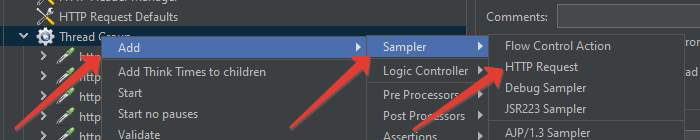 HTTP Request Defaults
Comments:
Thread Group
Add
Sampler
Flow Control Action
HTTP Request
Add Think Times to children
Logic Controller
Debug Sampler
Start
Pre Processors
JSR223 Sampler
Start no pauses
Post Processors
Validate
Assertions
AJP/1.3 Sampler
http
http